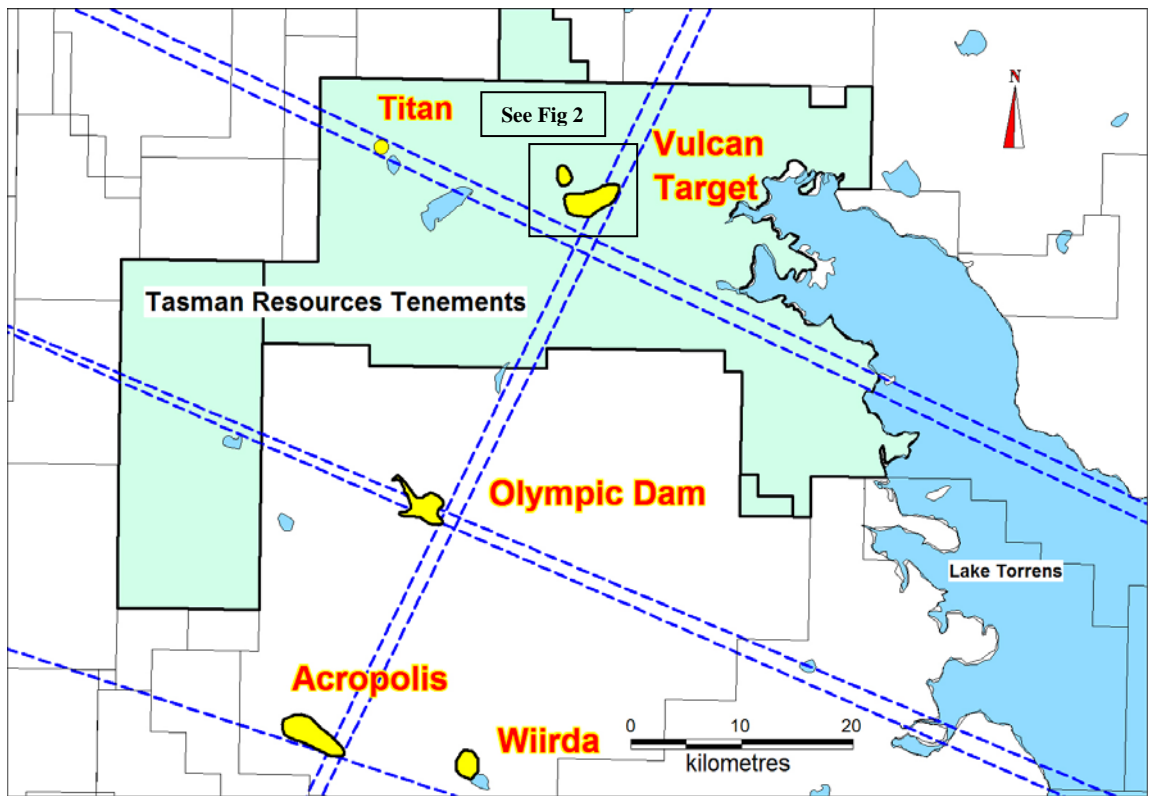 N
Titan
See Fig 2
Vulcan
Target
Tasman Resources Tenements
Olympic Dam
Lake Torrens
Acropolis
Wiirda
0 10 20
kilometres